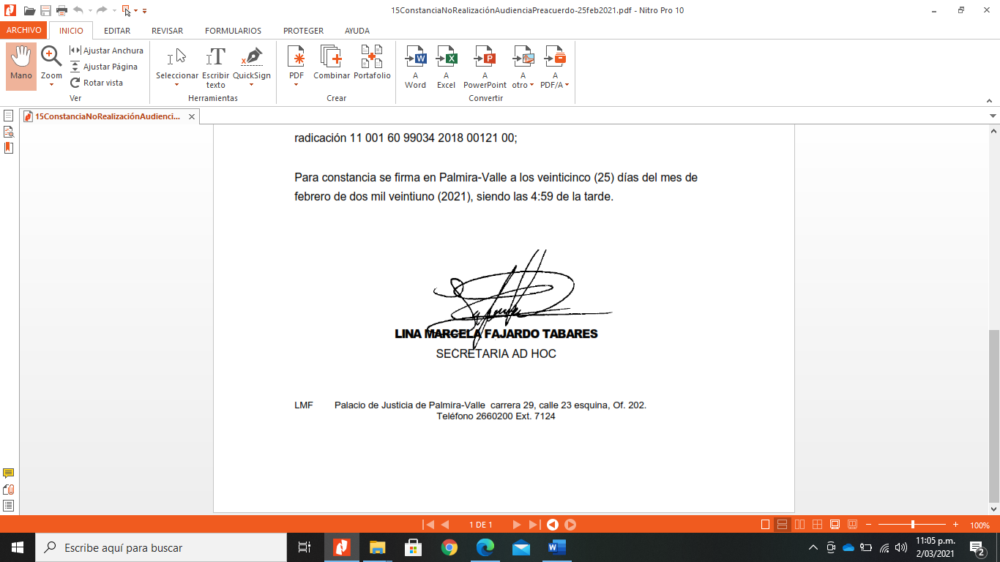 15ConstanciaNoRealizaciónAudienciaPreacuerdo-25feb2021.pdf - Nitro Pro 10
ARCHIVO INICIO EDITAR REVISAR FORMULARIOS PROTEGER AYUDA
Mano
Zoom
Ajustar Anchura
Ajustar Página
Rotar vista
Ver
Seleccionar
Escribir
texto
QuickSign
Herramientas
PDF
Combinar
Portafolio
Crear
A
Word
A
Excel
A
PowerPoint
A
otro
A
PDF/A
Convertir
15ConstanciaNoRealizaciónAudienci...
radicación 11 001 60 99034 2018 00121 00;
Para constancia se firma en Palmira-Valle a los veinticinco (25) días del mes de
febrero de dos mil veintiuno (2021), siendo las 4:59 de la tarde.
LINA MARCELA FAJARDO TABARES
SECRETARIA AD HOC
LMF Palacio de Justicia de Palmira-Valle carrera 29, calle 23 esquina, Of. 202.
Teléfono 2660200 Ext. 7124
1 DE 1
100%
Escribe aquí para buscar
11:05 p.m.
2/03/2021
2